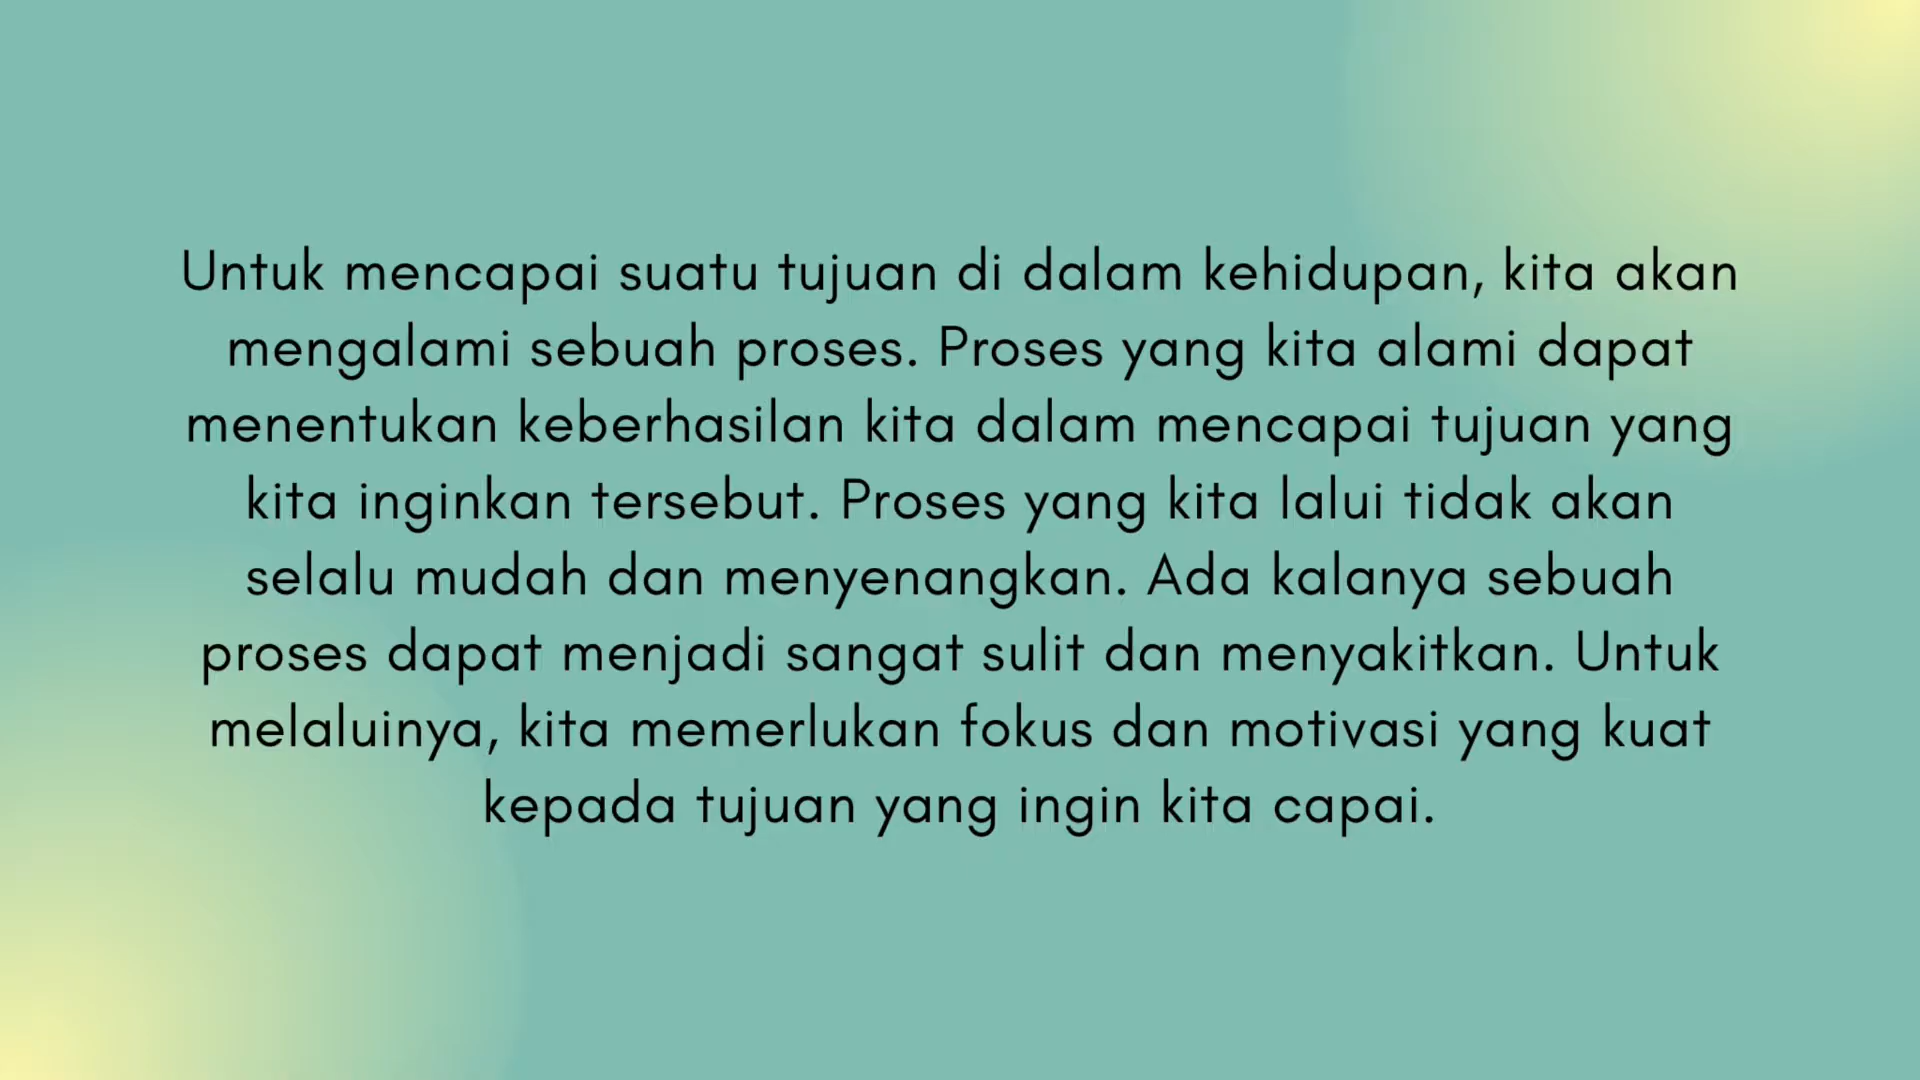 Untuk mencapai suatu tujuan di dalam kehidupan, kita akan
mengalami sebuah proses. Proses yang kita alami dapat
menentukan keberhasilan kita dalam mencapai tujuan yang
kita inginkan tersebut. Proses yang kita lalui tidak akan
selalu mudah dan menyenangkan. Ada kalanya sebuah
proses dapat menjadi sangat sulit dan menyakitkan. Untuk
melaluinya, kita memerlukan fokus dan motivasi yang kuat
kepada tujuan yang ingin kita capai.